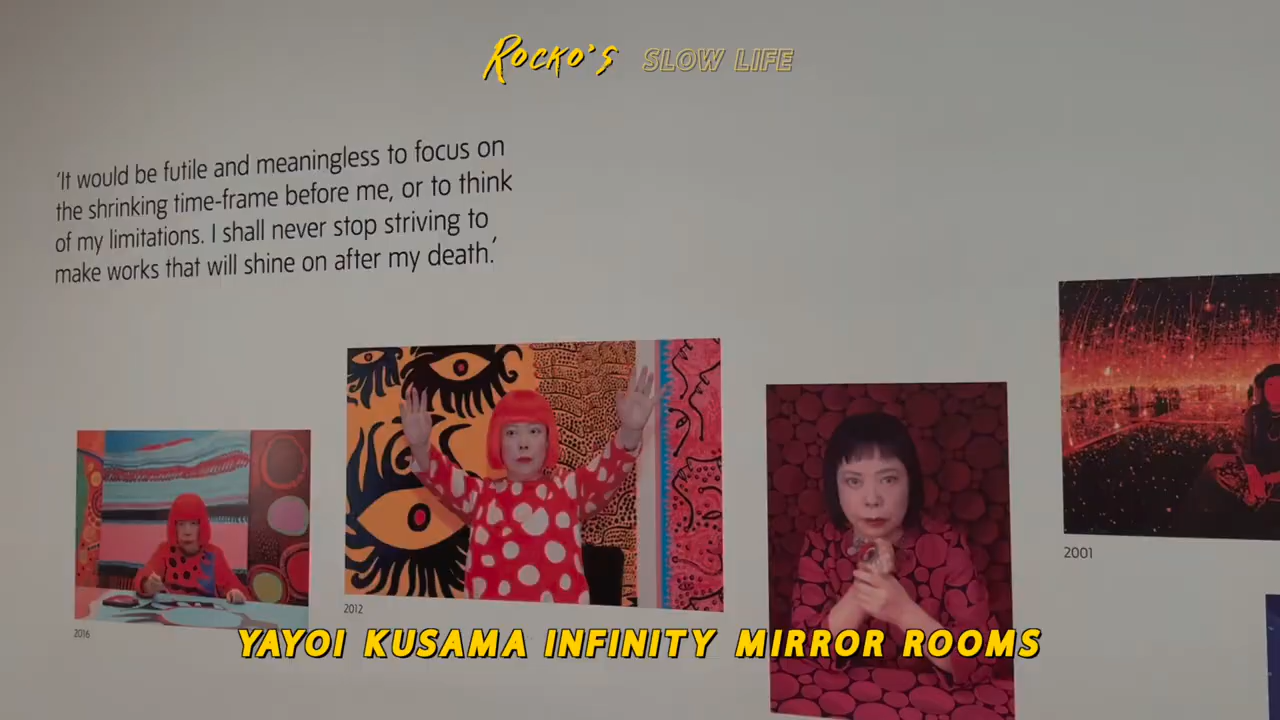 Rocko's SLOW LIFE
'It would be futile and meaningless to focus on
the shrinking time-frame before me, or to think
of my limitations. I shall never stop striving to
make works that will shine on after my death.'
2001
2012
2016
YAYOI KUSAMA INFINITY MIRROR ROOMS